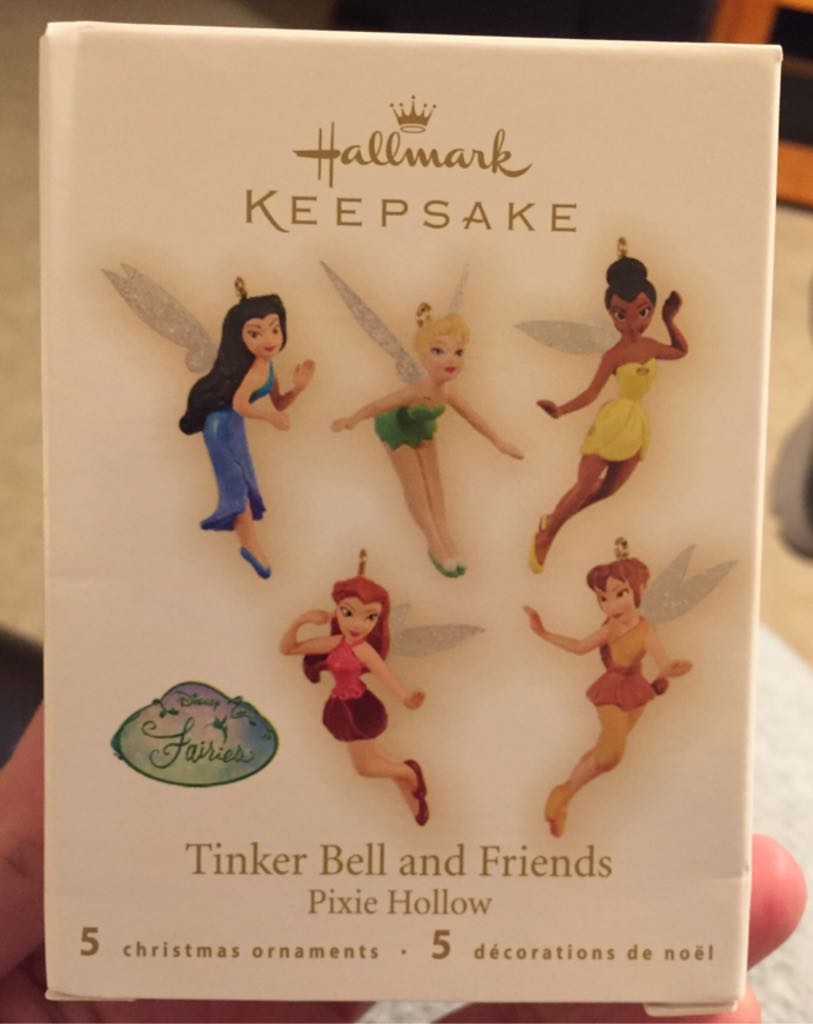 Hallmark
KEEPSAKE
Disney
Fairies
Tinker Bell and Friends
Pixie Hollow
5 christmas ornaments · 5 décorations de noël